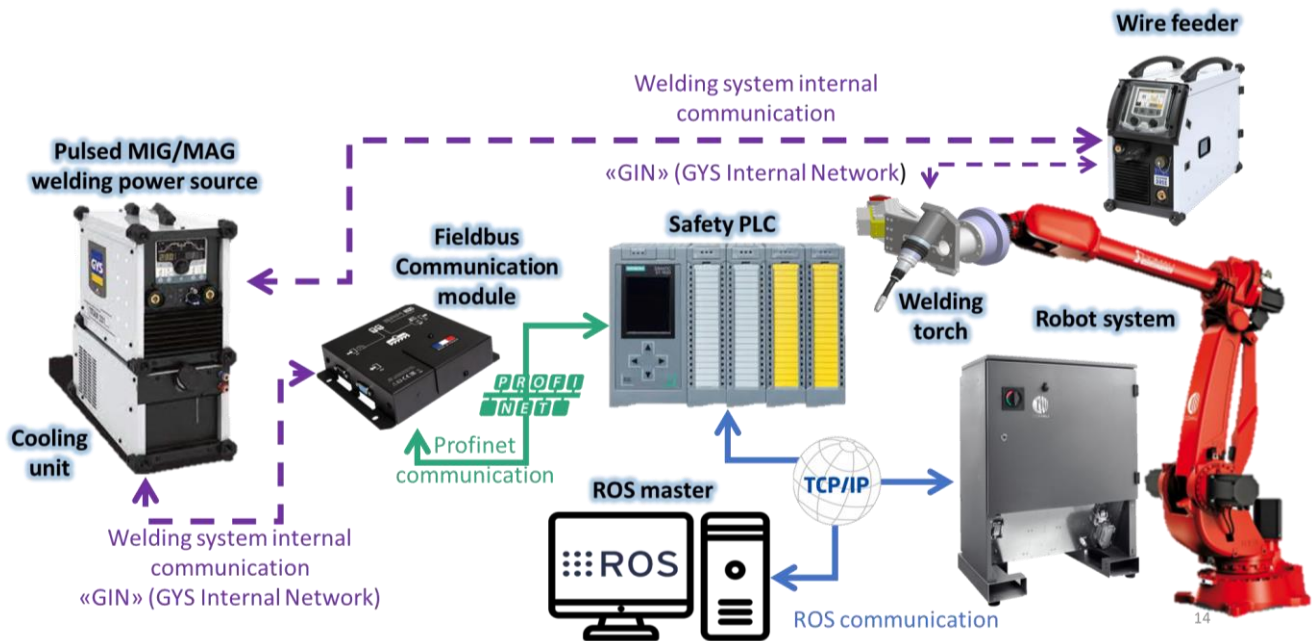 Wire feeder
Welding system internal
communication
Pulsed MIG/MAG
welding power source
«GIN» (GYS Internal Network)
Safety PLC
Fieldbus
Communication
module
GYS
SIEMENS
Welding
torch
Robot system
PROFI
NET
Profinet
communication
Cooling
unit
ROS master
TCP/IP
ROS
Welding system internal
communication
«GIN» (GYS Internal Network)
ROS communication
14